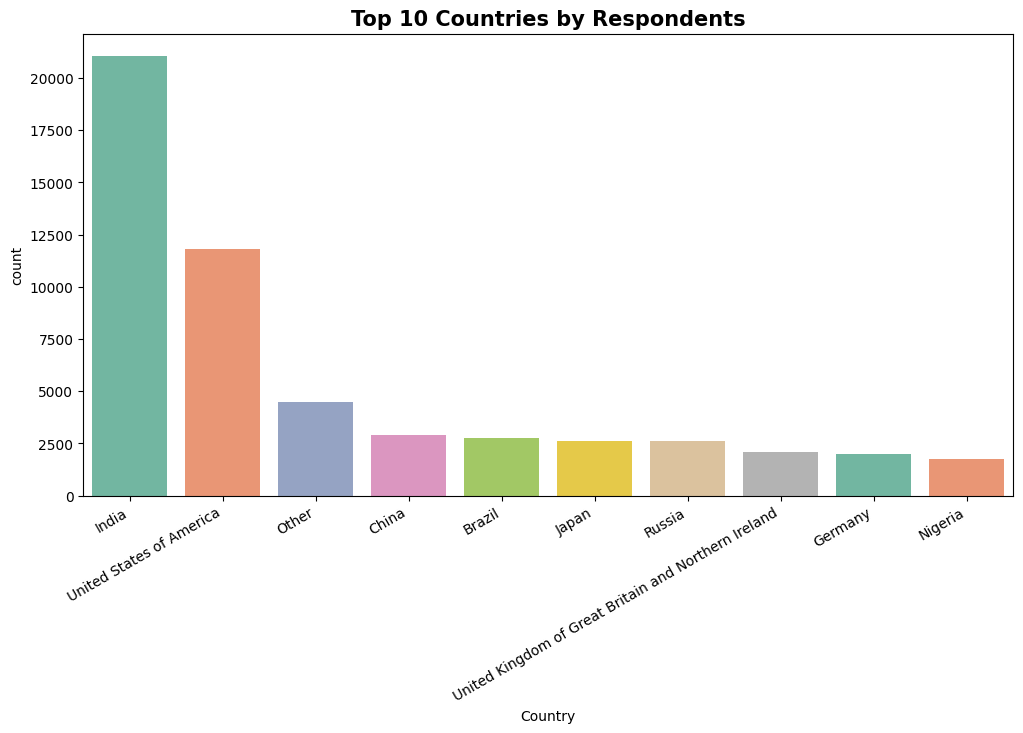 Top 10 Countries by Respondents
20000
17500
15000
12500
10000
7500
5000
2500
0
count
India
United States of America
Other
China
Brazil
Japan
Russia
United Kingdom of Great Britain and Northern Ireland
Germany
Nigeria
Country